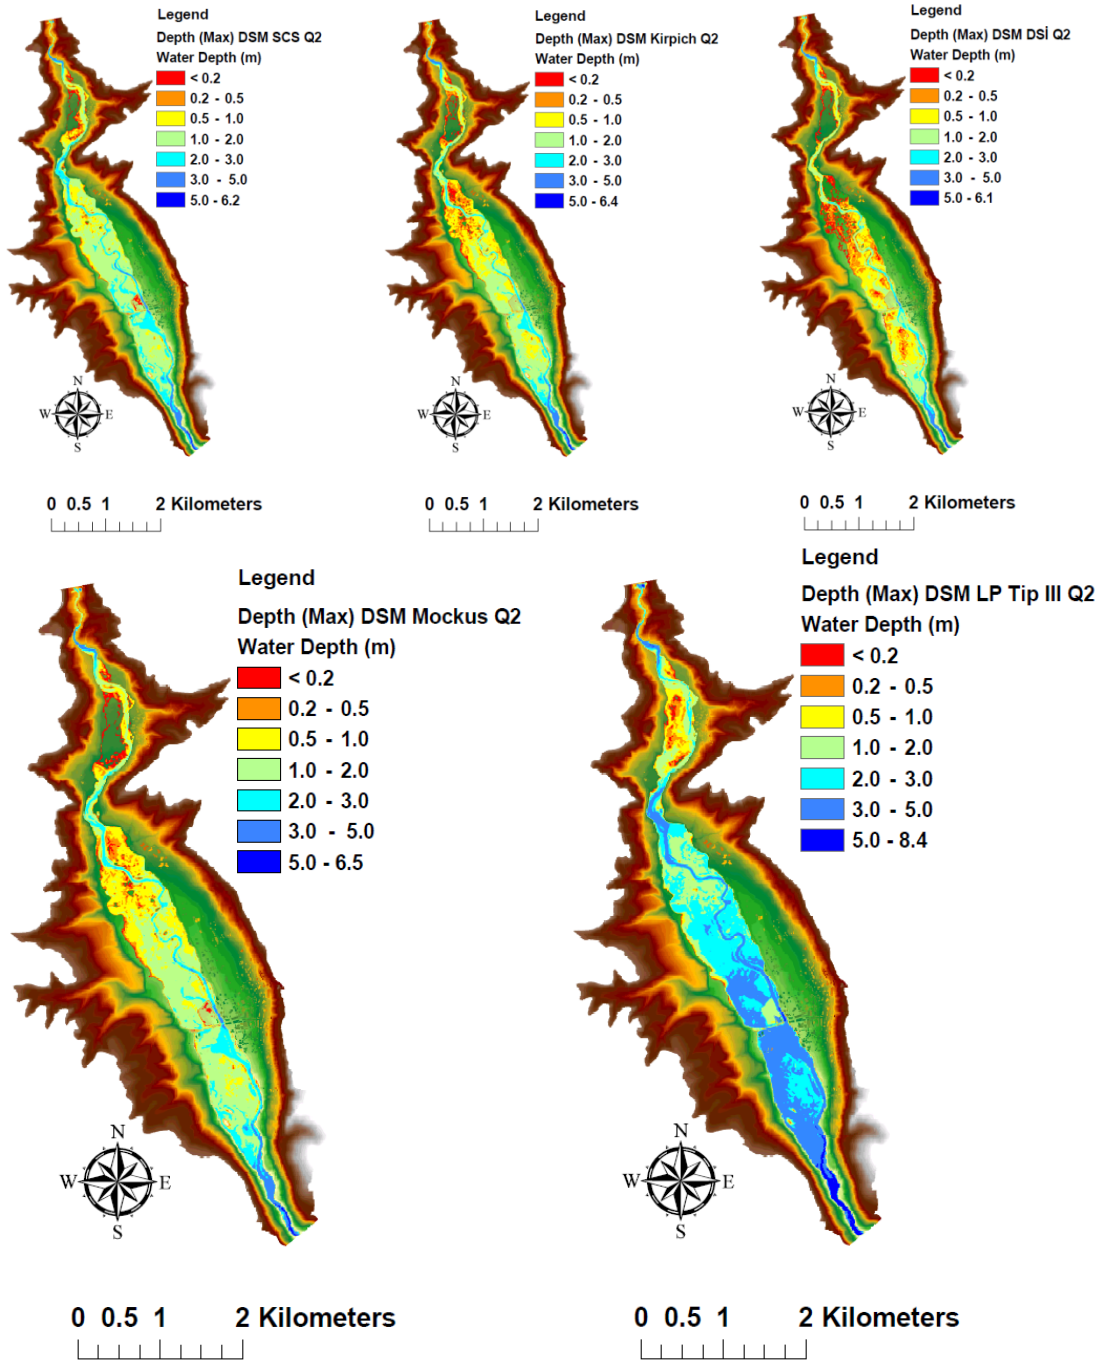 Legend
Depth (Max) DSM SCS Q2
Water Depth (m)
< 0.2
0.2 - 0.5
0.5 - 1.0
1.0 - 2.0
2.0 - 3.0
3.0 - 5.0
5.0 - 6.2
N
W E
S
0 0.5 1 2 Kilometers
Legend
Depth (Max) DSM Kirpich Q2
Water Depth (m)
< 0.2
0.2 - 0.5
0.5 - 1.0
1.0 - 2.0
2.0 - 3.0
3.0 - 5.0
5.0 - 6.4
N
W E
S
0 0.5 1 2 Kilometers
Legend
Depth (Max) DSM DSİ Q2
Water Depth (m)
< 0.2
0.2 - 0.5
0.5 - 1.0
1.0 - 2.0
2.0 - 3.0
3.0 - 5.0
5.0 - 6.1
N
W E
S
0 0.5 1 2 Kilometers
Legend
Depth (Max) DSM Mockus Q2
Water Depth (m)
< 0.2
0.2 - 0.5
0.5 - 1.0
1.0 - 2.0
2.0 - 3.0
3.0 - 5.0
5.0 - 6.5
N
W E
S
0 0.5 1 2 Kilometers
Legend
Depth (Max) DSM LP Tip III Q2
Water Depth (m)
< 0.2
0.2 - 0.5
0.5 - 1.0
1.0 - 2.0
2.0 - 3.0
3.0 - 5.0
5.0 - 8.4
N
W E
S
0 0.5 1 2 Kilometers